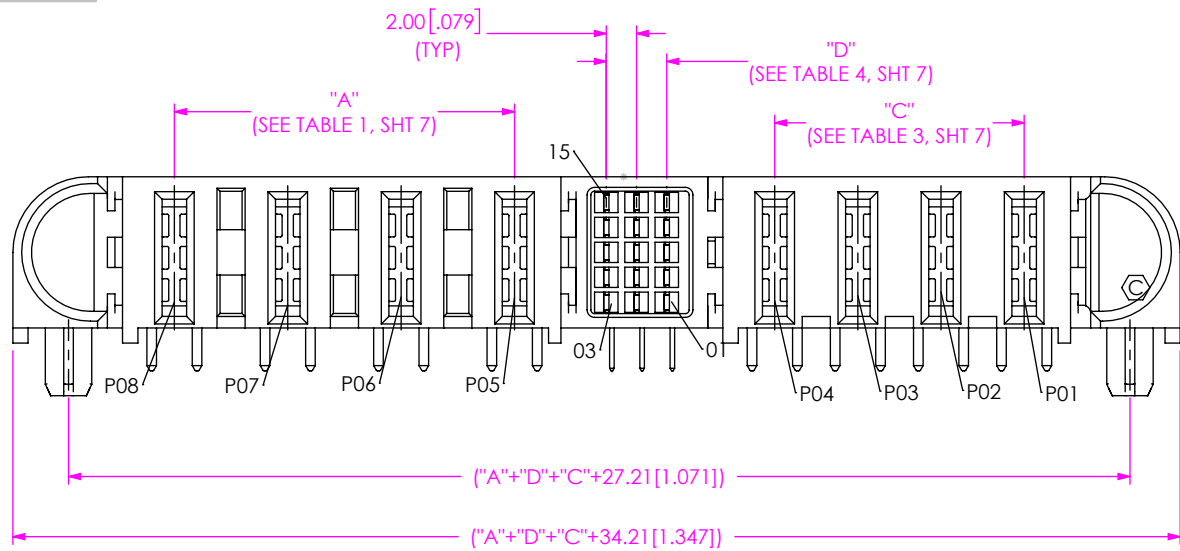 2.00[.079]
(TYP)
"D"
(SEE TABLE 4, SHT 7)
"A"
(SEE TABLE 1, SHT 7)
"C"
(SEE TABLE 3, SHT 7)
15
C
03
01
P08
P07
P06
P05
P04
P03
P02
P01
("A"+"D"+"C"+27.21[1.071])
("A"+"D"+"C"+34.21[1.347])